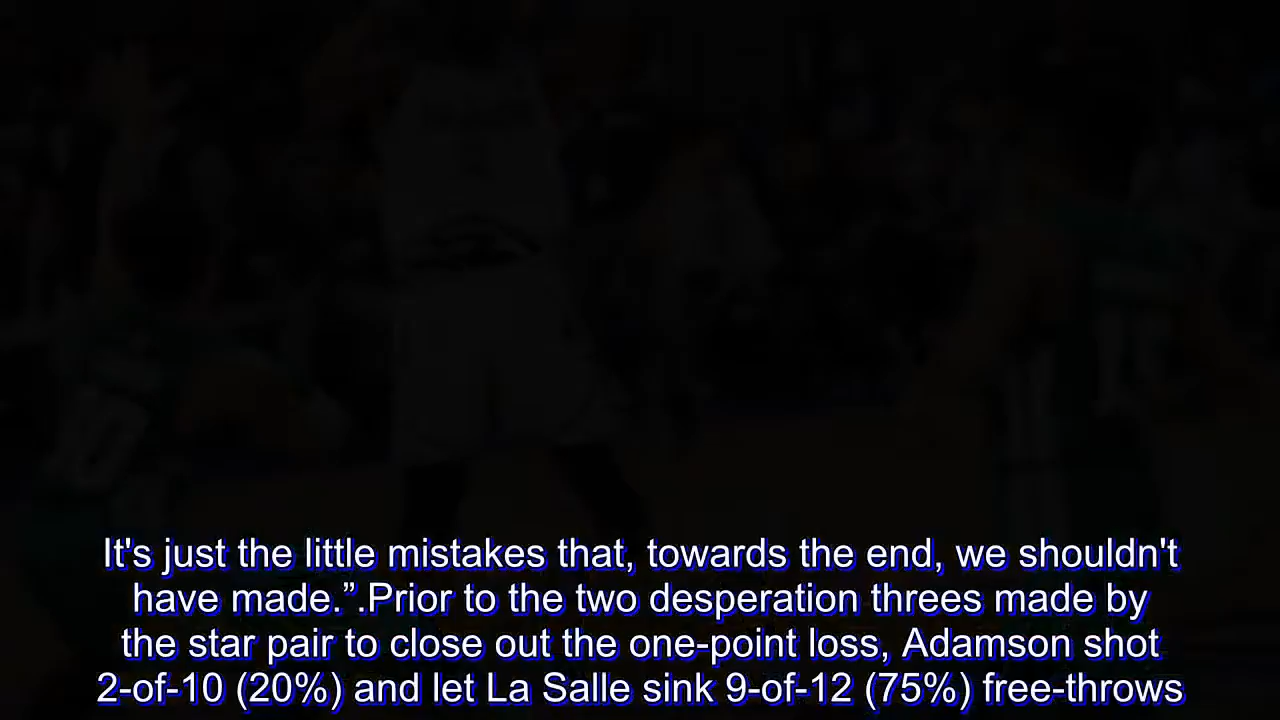 It's just the little mistakes that, towards the end, we shouldn't
have made.”.Prior to the two desperation threes made by
the star pair to close out the one-point loss, Adamson shot
2-of-10 (20%) and let La Salle sink 9-of-12 (75%) free-throws